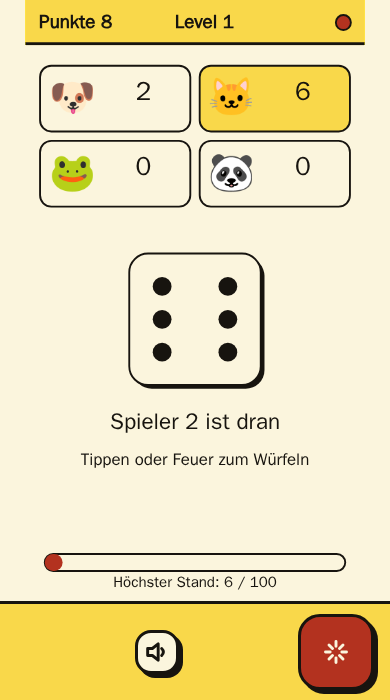 Punkte 8 Level 1
2 6
0 0
Spieler 2 ist dran
Tippen oder Feuer zum Würfeln
Höchster Stand: 6 / 100